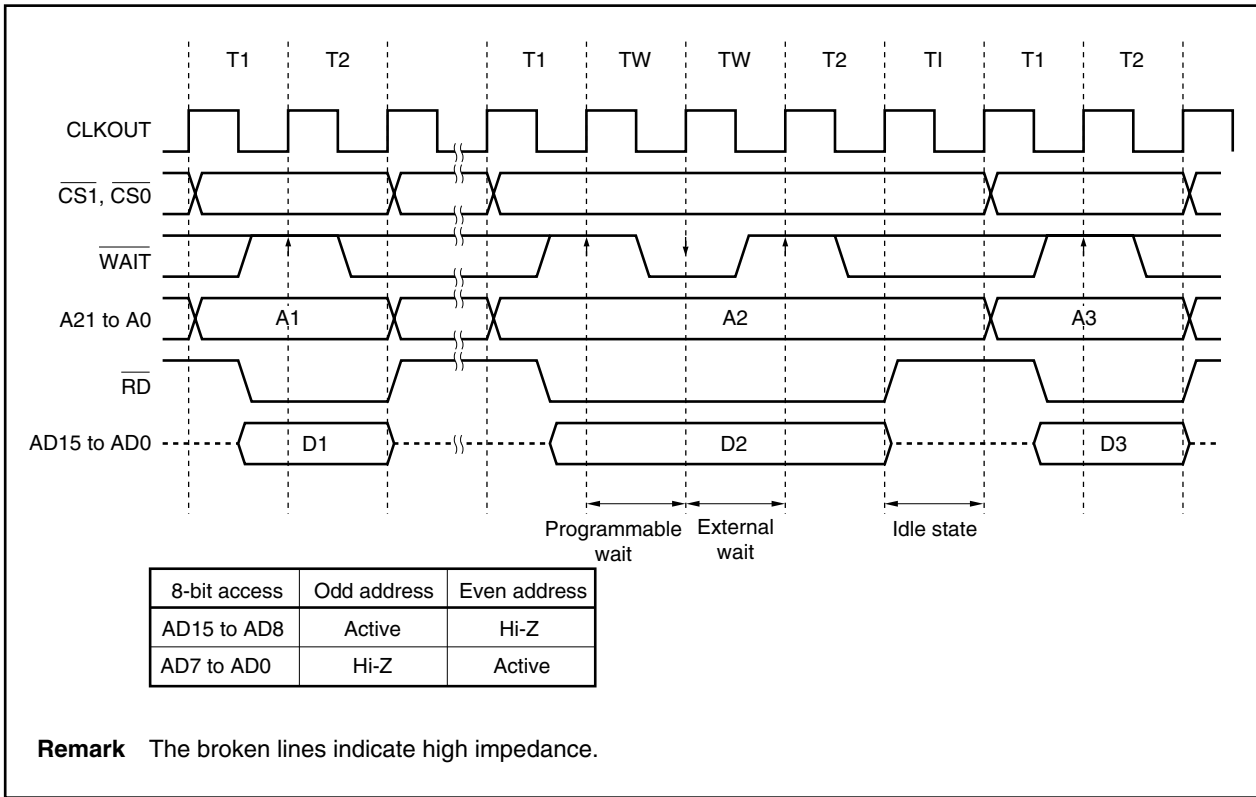 T1 T2 T1 TW TW T2 TI T1 T2
CLKOUT
CS1, CS0
WAIT
A21 to A0 A1 A2 A3
RD
AD15 to AD0 D1 D2 D3
Programmable wait
External wait
Idle state
8-bit access Odd address Even address
AD15 to AD8 Active Hi-Z
AD7 to AD0 Hi-Z Active
Remark The broken lines indicate high impedance.